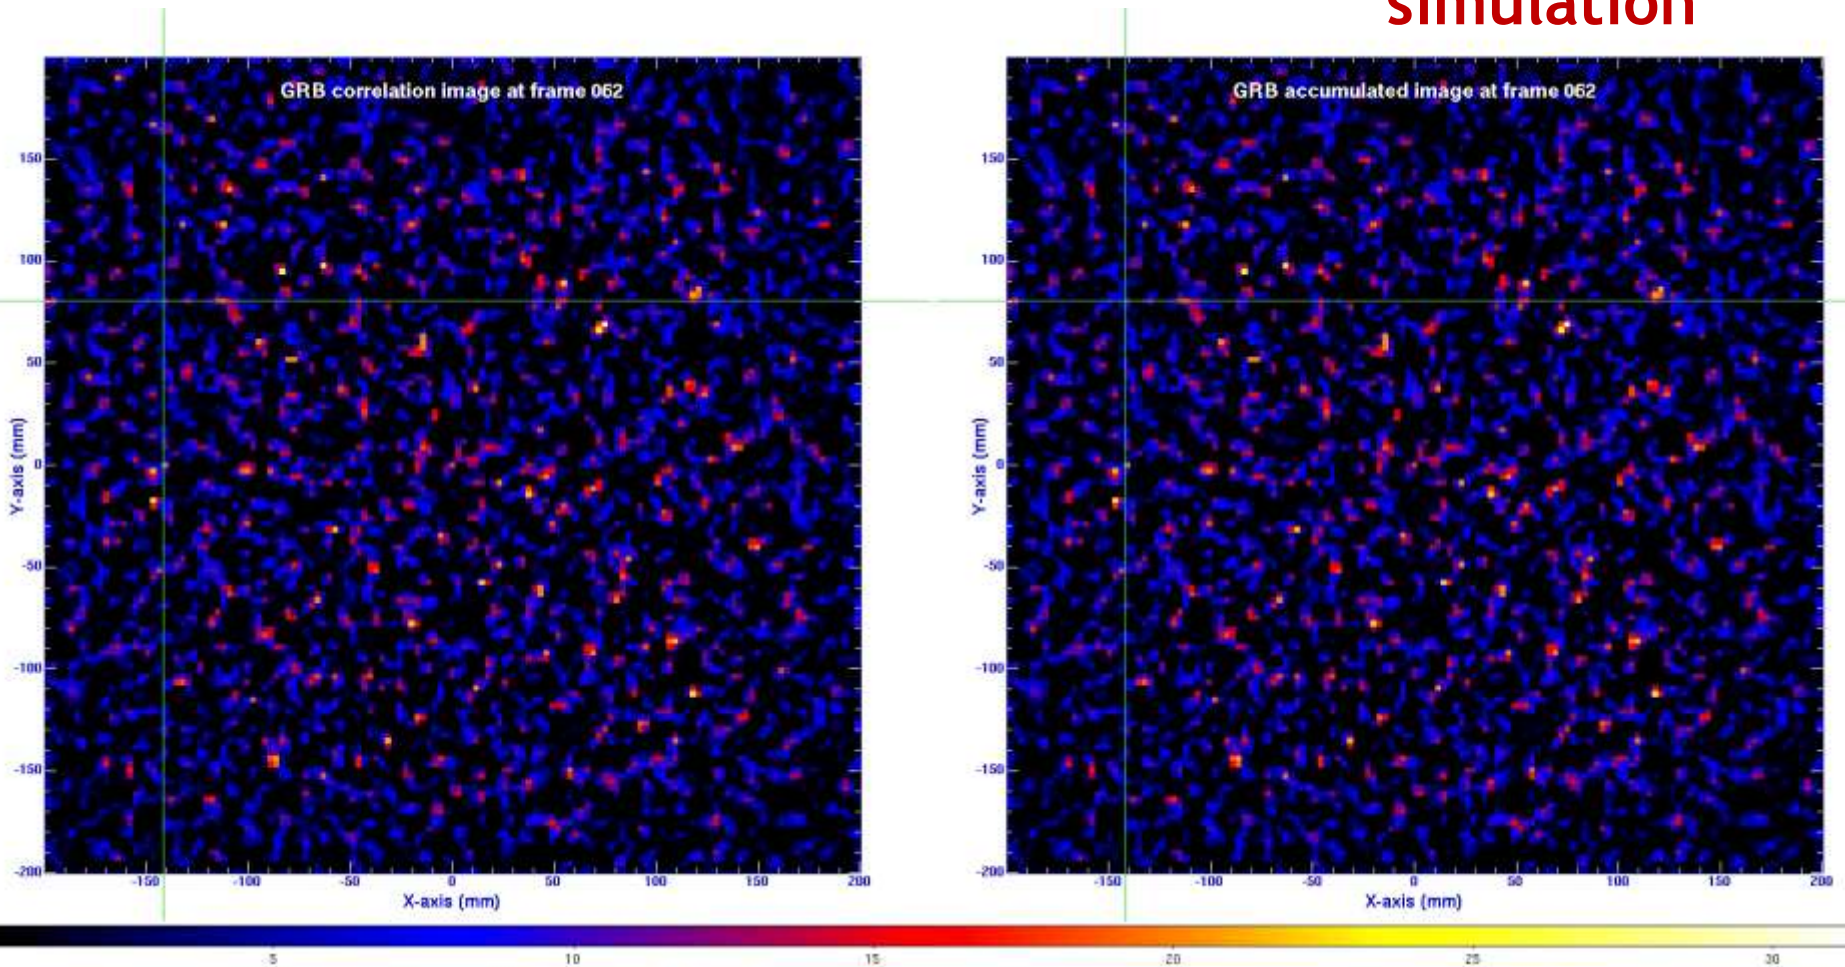 simulation
GRB correlation image at frame 062
GRB accumulated image at frame 062
150
100
50
0
-50
-100
-150
-200
Y-axis (mm)
-150 -100 -50 0 50 100 150 200
X-axis (mm)
150
100
50
0
-50
-100
-150
-200
Y-axis (mm)
-150 -100 -50 0 50 100 150 200
X-axis (mm)
5 10 15 20 25 30